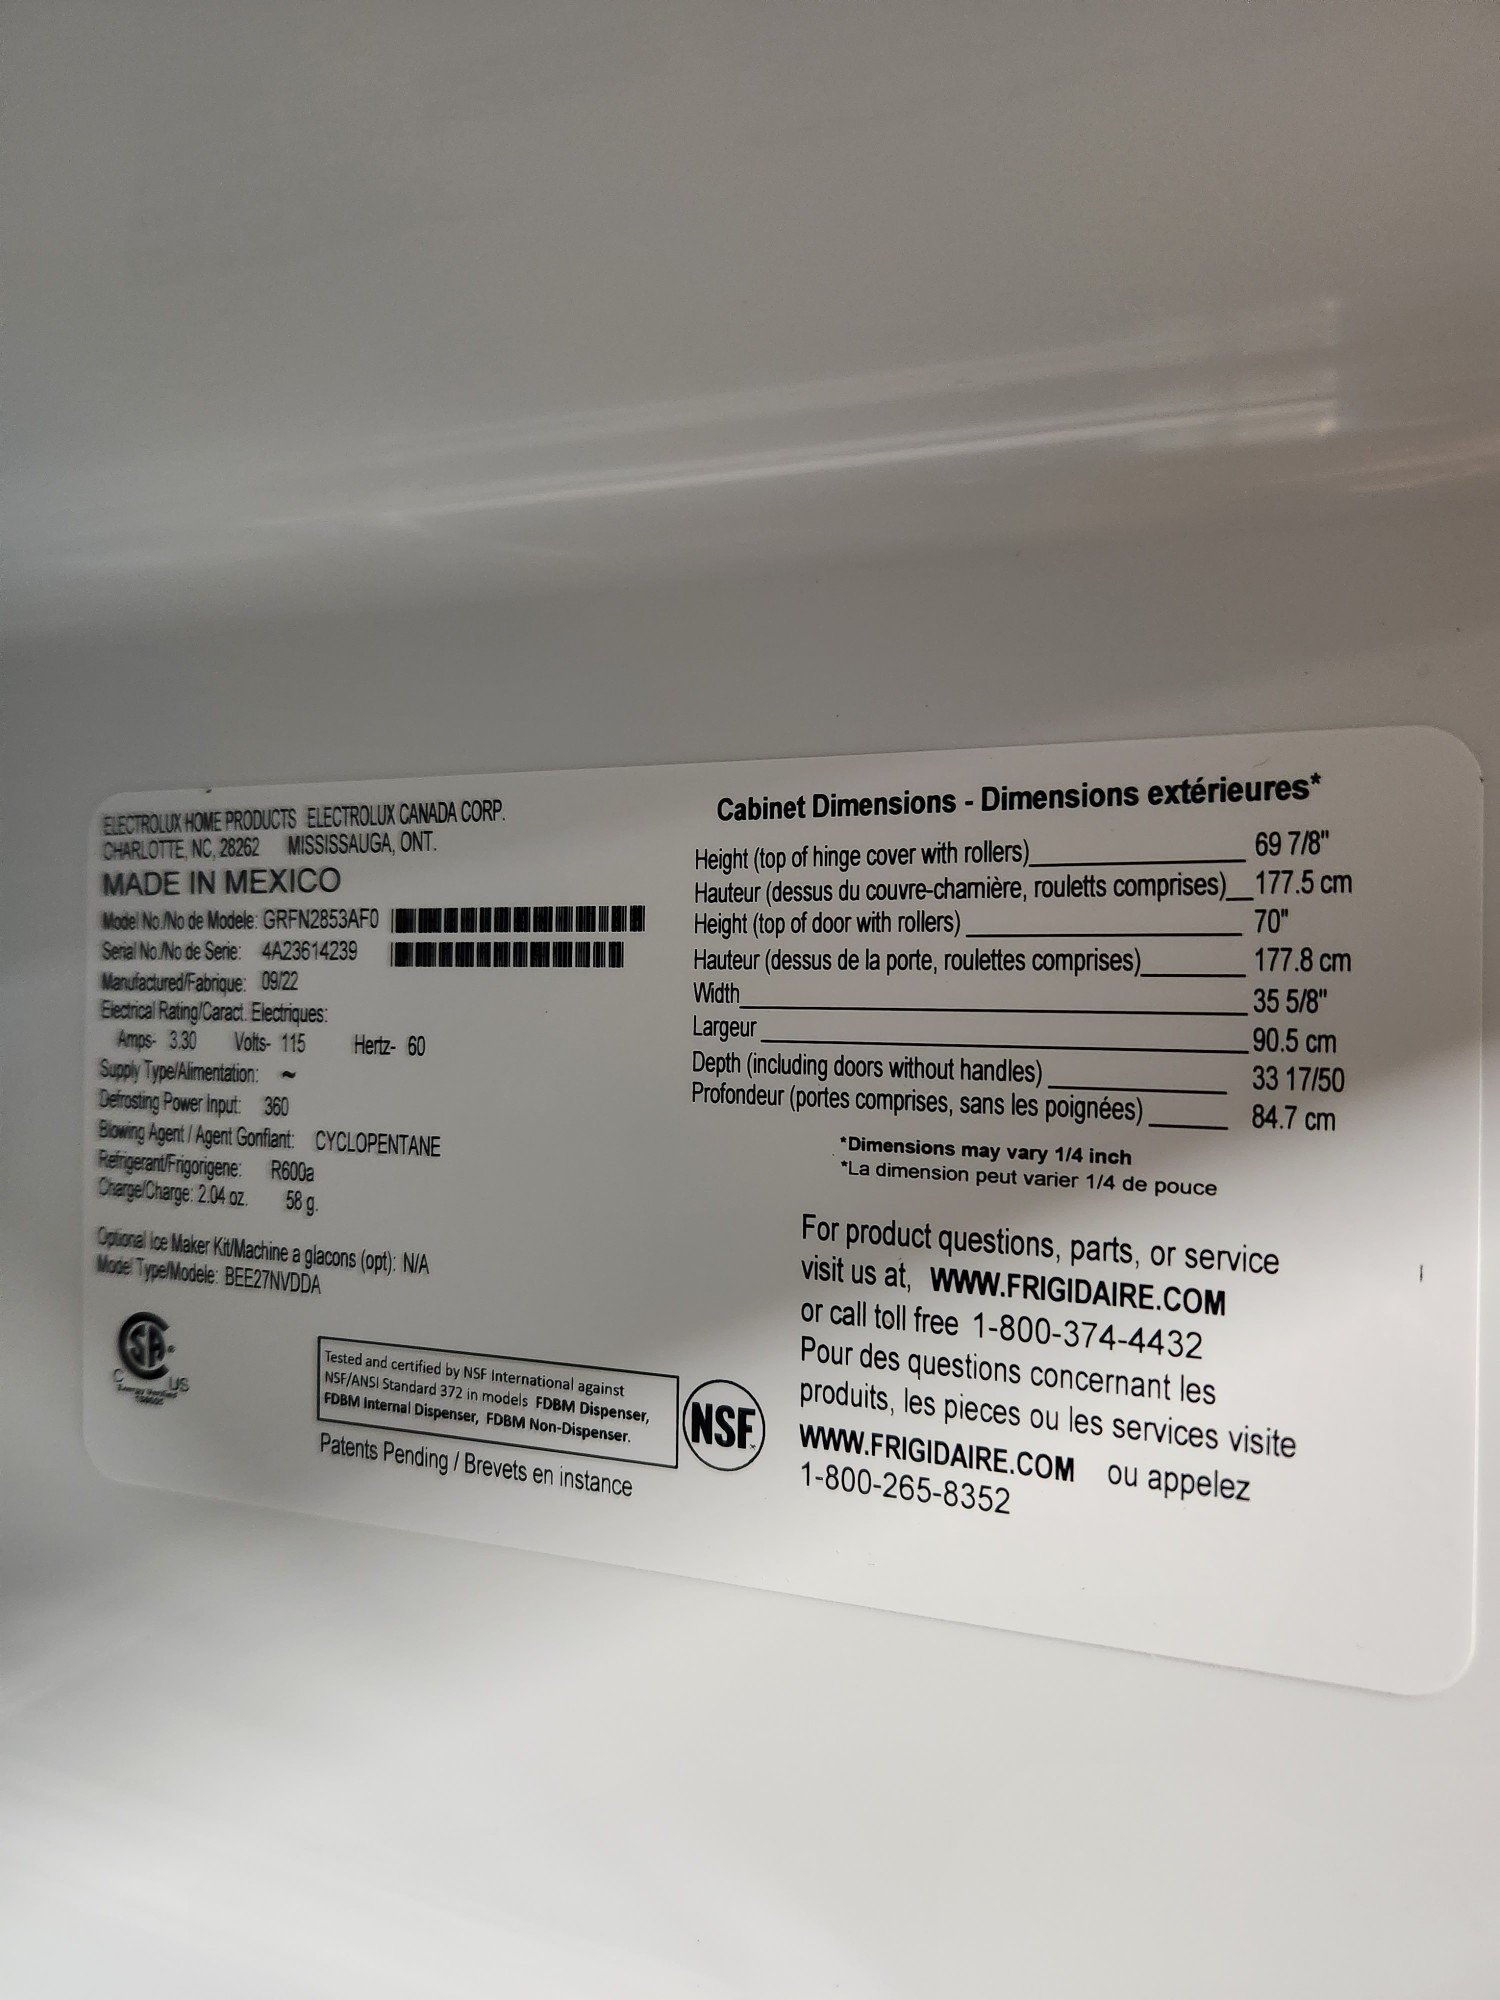 ELECTROLUX HOME PRODUCTS ELECTROLUX CANADA CORP.
CHARLOTTE, NC, 28262 MISSISSAUGA, ONT.
MADE IN MEXICO
Model No./No de Modele: GRFN2853AF0
Serial No./No de Serie: 4A23614239
Manufactured/Fabrique: 09/22
Electrical Rating/Caract. Electriques:
Amps- 3.30 Volts- 115 Hertz- 60
Supply Type/Alimentation: ~
Defrosting Power Input: 360
Blowing Agent / Agent Gonflant: CYCLOPENTANE
Refrigerant/Frigorigene: R600a
Charge/Charge: 2.04 oz. 58 g.
Optional Ice Maker Kit/Machine a glacons (opt): N/A
Model Type/Modele: BEE27NVDDA
SA®
C US
Tested and certified by NSF International against
NSF/ANSI Standard 372 in models FDBM Dispenser,
FDBM Internal Dispenser, FDBM Non-Dispenser.
NSF
Patents Pending / Brevets en instance
Cabinet Dimensions - Dimensions extérieures*
Height (top of hinge cover with rollers) 69 7/8"
Hauteur (dessus du couvre-charnière, rouletts comprises) 177.5 cm
Height (top of door with rollers) 70"
Hauteur (dessus de la porte, roulettes comprises) 177.8 cm
Width 35 5/8"
Largeur 90.5 cm
Depth (including doors without handles) 33 17/50
Profondeur (portes comprises, sans les poignées) 84.7 cm
*Dimensions may vary 1/4 inch
*La dimension peut varier 1/4 de pouce
For product questions, parts, or service
visit us at, WWW.FRIGIDAIRE.COM
or call toll free 1-800-374-4432
Pour des questions concernant les
produits, les pieces ou les services visite
WWW.FRIGIDAIRE.COM ou appelez
1-800-265-8352